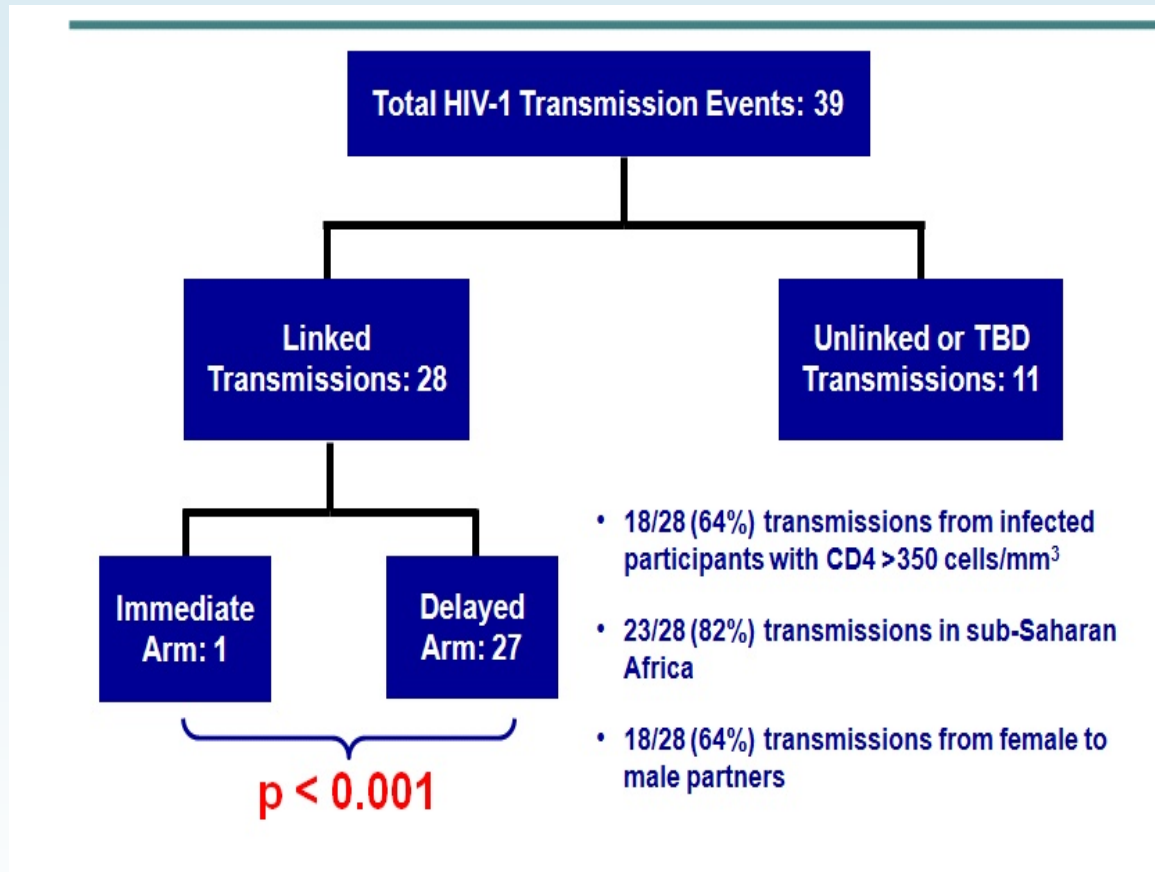 Total HIV-1 Transmission Events: 39
Linked
Transmissions: 28
Unlinked or TBD
Transmissions: 11
Immediate
Arm: 1
Delayed
Arm: 27
p < 0.001
• 18/28 (64%) transmissions from infected
participants with CD4 >350 cells/mm³
• 23/28 (82%) transmissions in sub-Saharan
Africa
• 18/28 (64%) transmissions from female to
male partners